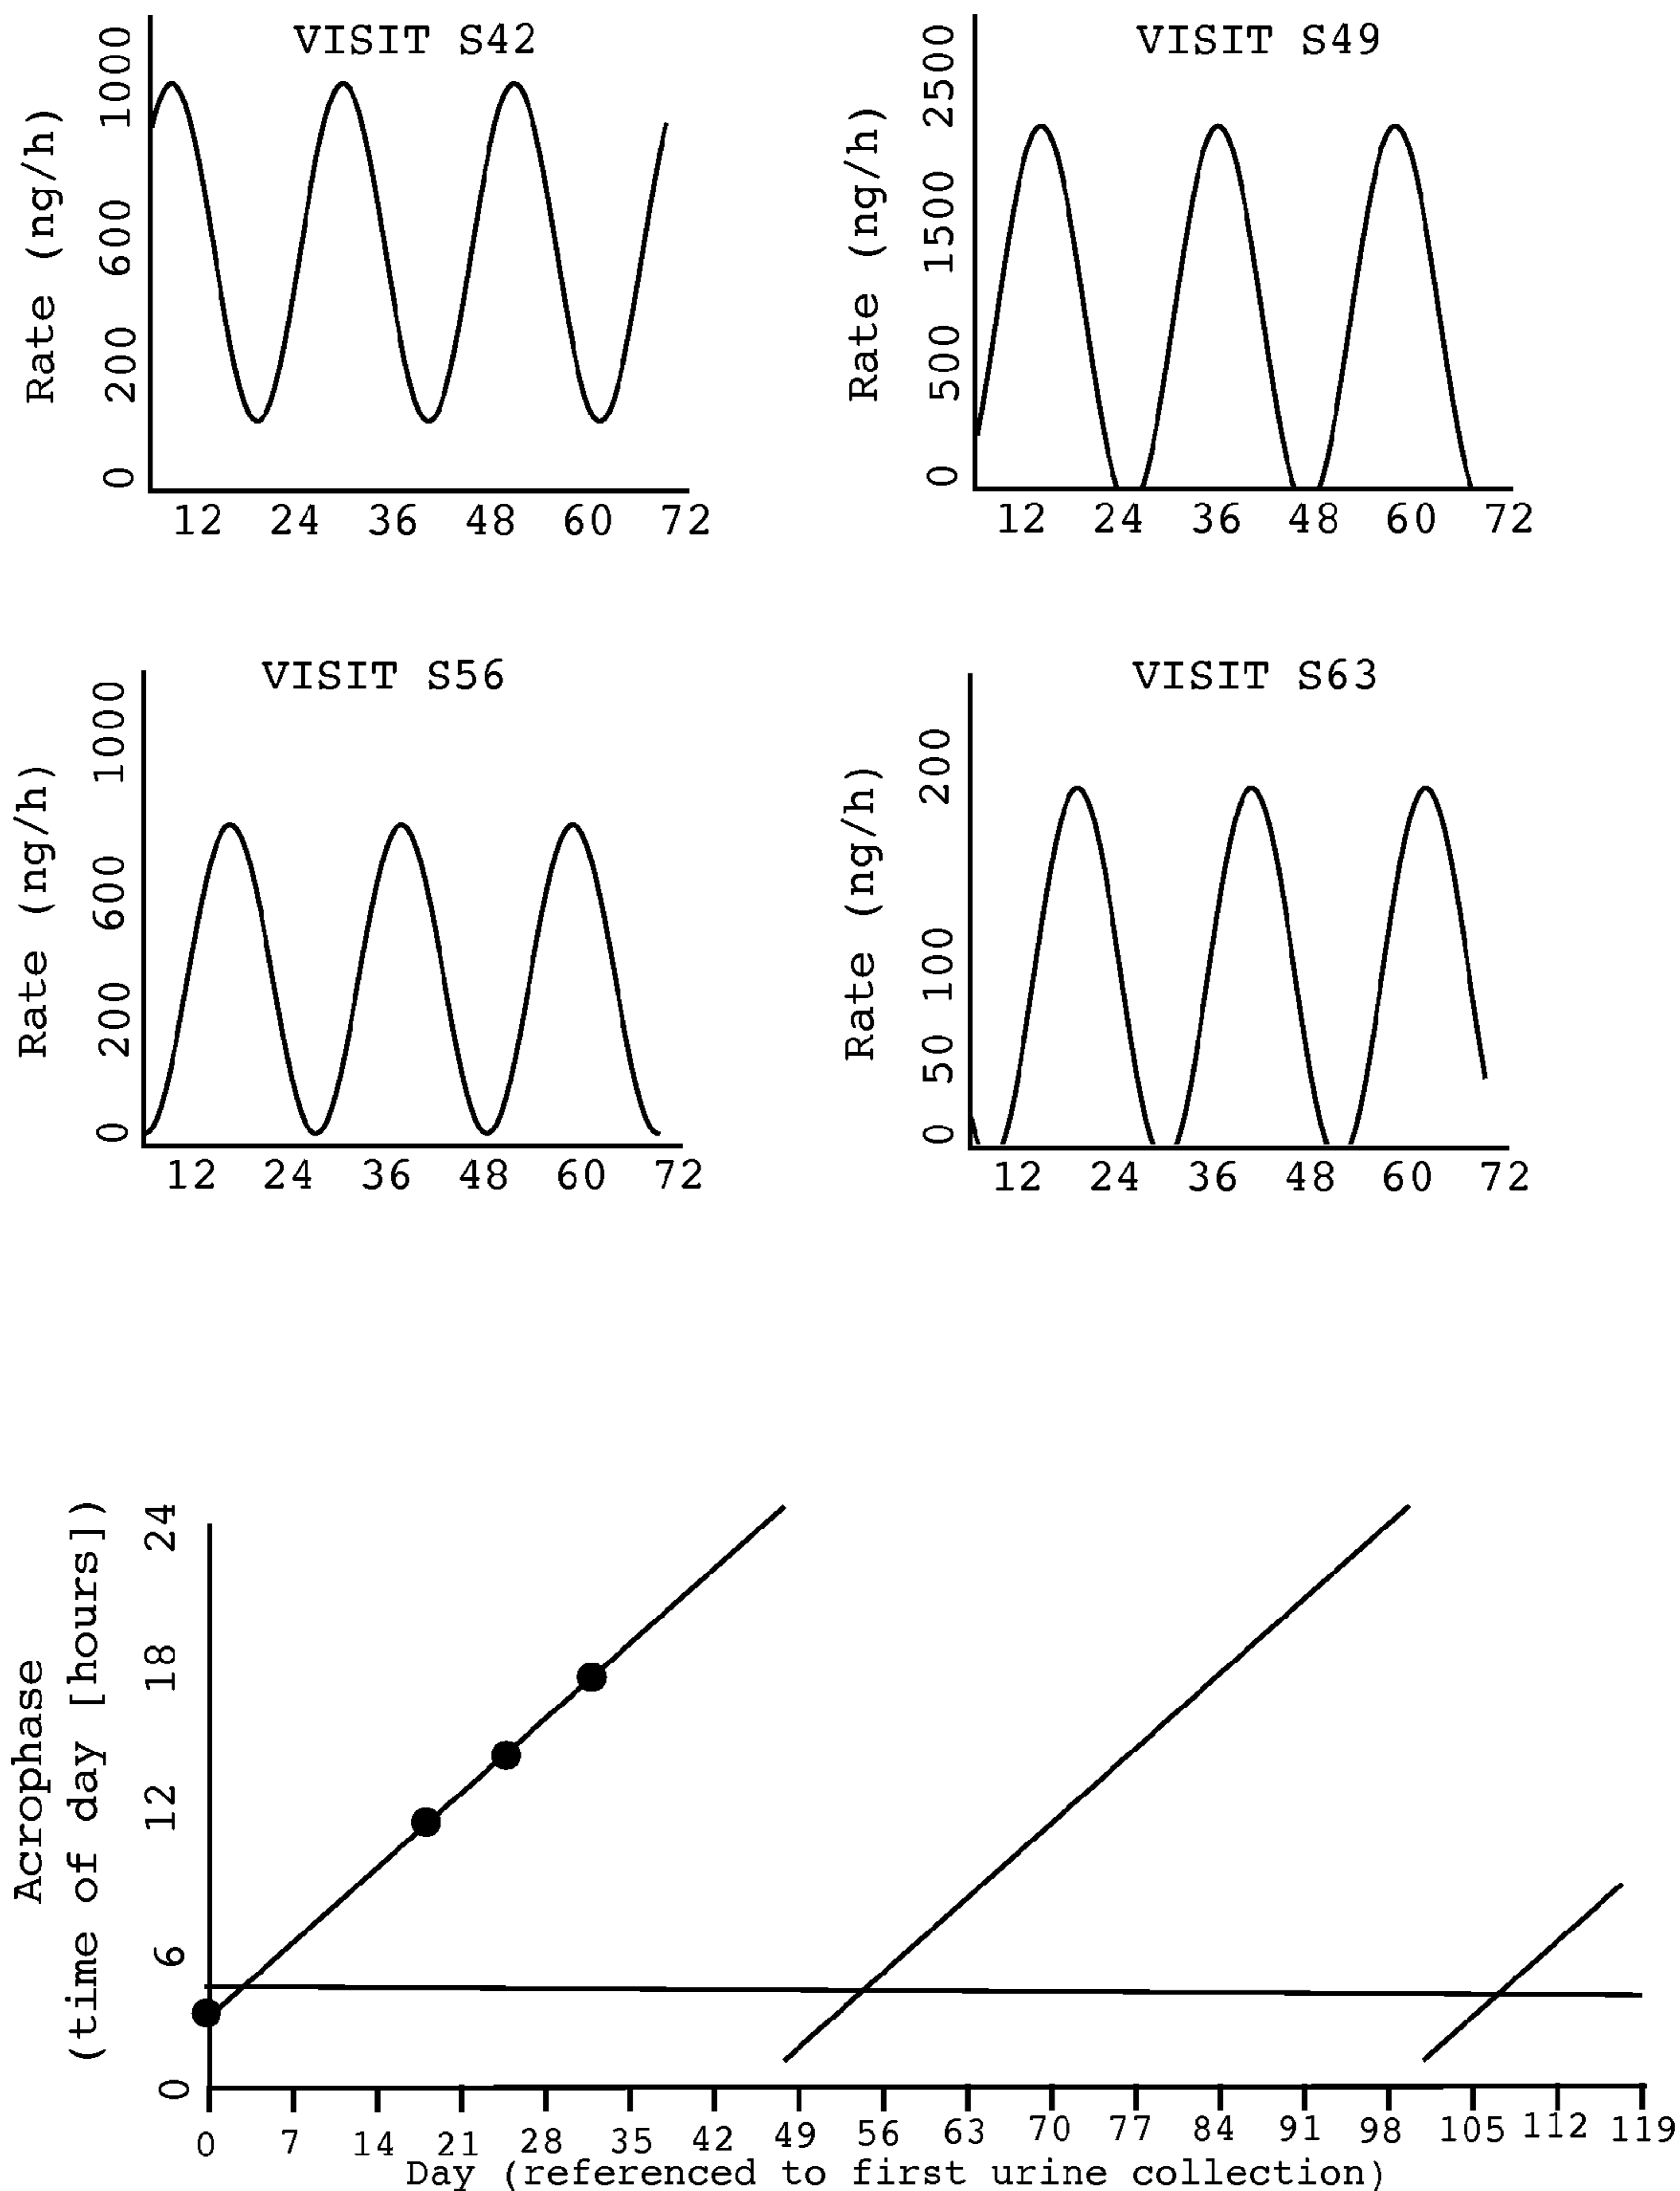 VISIT S42
Rate (ng/h)
1000
600
200
0
12 24 36 48 60 72
VISIT S49
Rate (ng/h)
2500
1500
500
0
12 24 36 48 60 72
VISIT S56
Rate (ng/h)
1000
600
200
0
12 24 36 48 60 72
VISIT S63
Rate (ng/h)
200
100
50
0
12 24 36 48 60 72
Acrophase
(time of day [hours])
24
18
12
6
0
0 7 14 21 28 35 42 49 56 63 70 77 84 91 98 105 112 119
Day (referenced to first urine collection)